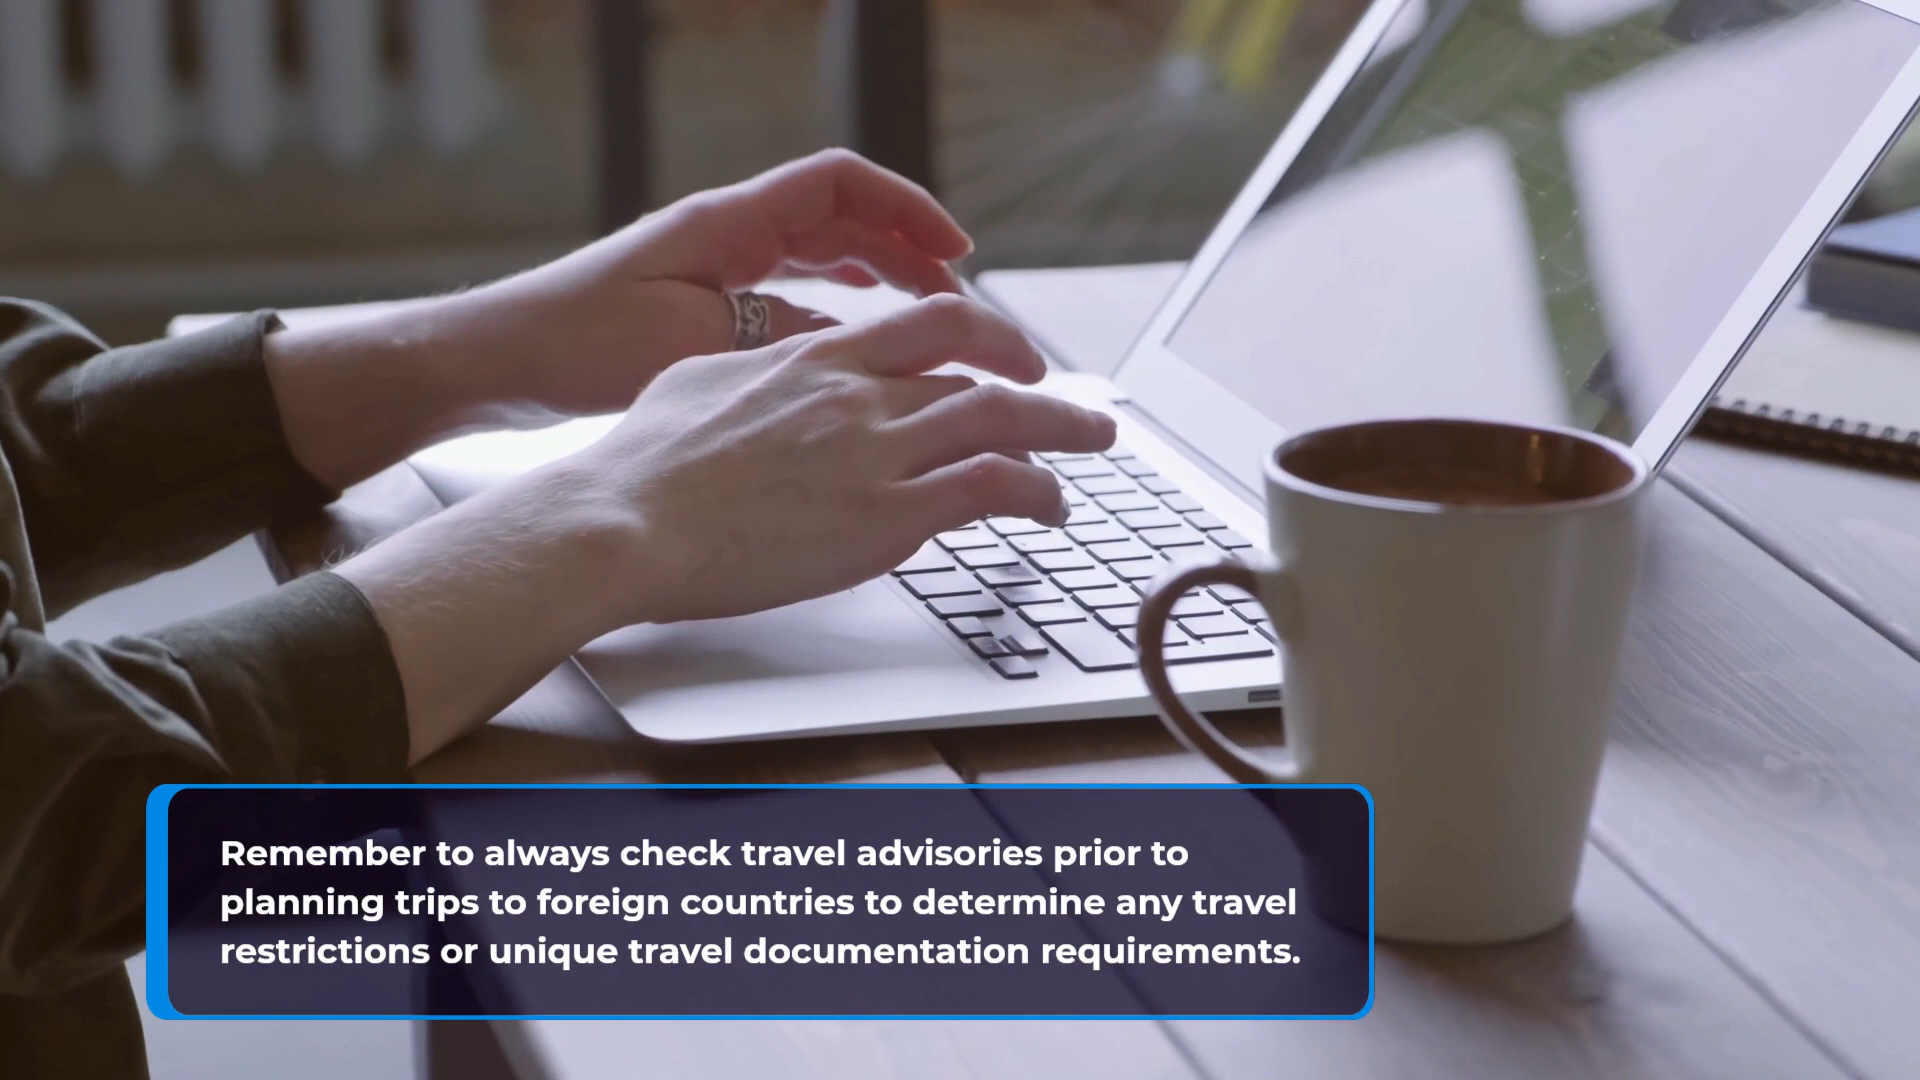 Remember to always check travel advisories prior to
planning trips to foreign countries to determine any travel
restrictions or unique travel documentation requirements.